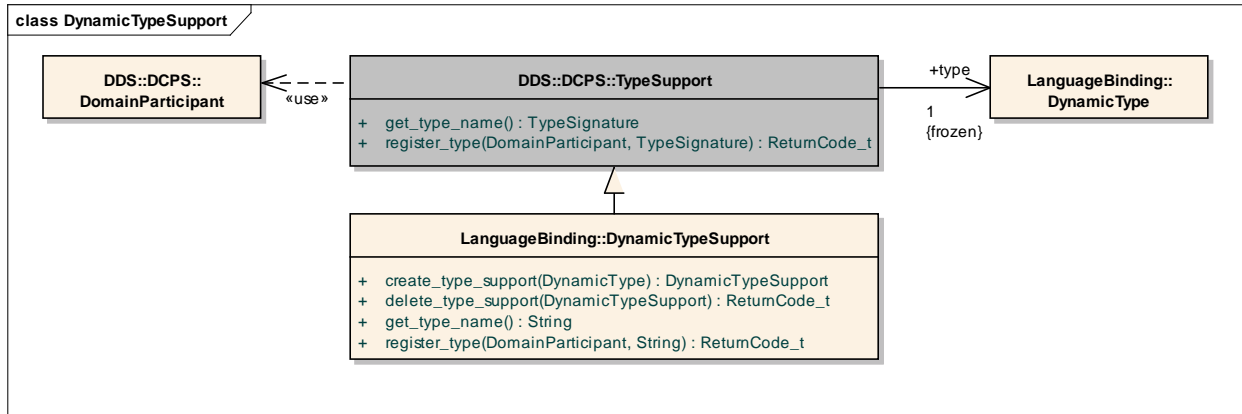 class DynamicTypeSupport
DDS::DCPS::
DomainParticipant
«use»
DDS::DCPS::TypeSupport
+ get_type_name() : TypeSignature
+ register_type(DomainParticipant, TypeSignature) : ReturnCode_t
+type
1
{frozen}
LanguageBinding::
DynamicType
LanguageBinding::DynamicTypeSupport
+ create_type_support(DynamicType) : DynamicTypeSupport
+ delete_type_support(DynamicTypeSupport) : ReturnCode_t
+ get_type_name() : String
+ register_type(DomainParticipant, String) : ReturnCode_t